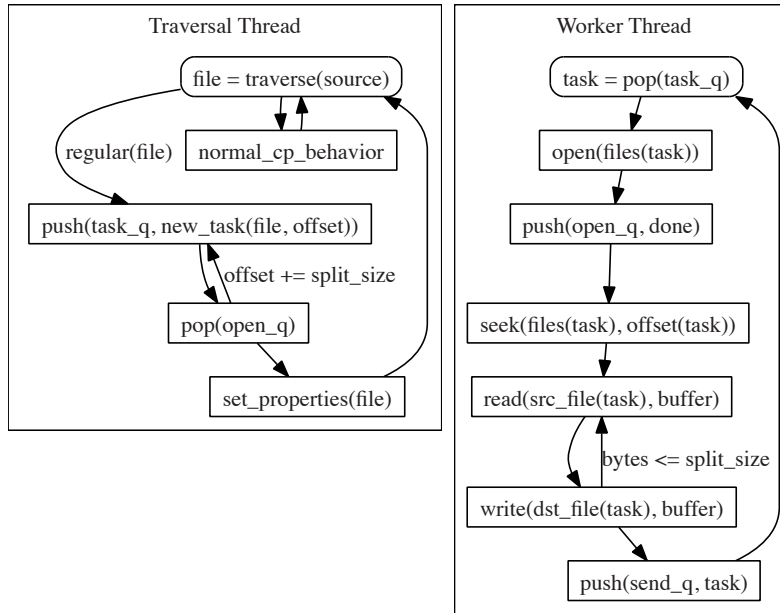 Traversal Thread
file = traverse(source)
normal_cp_behavior
regular(file)
push(task_q, new_task(file, offset))
offset += split_size
pop(open_q)
set_properties(file)
Worker Thread
task = pop(task_q)
open(files(task))
push(open_q, done)
seek(files(task), offset(task))
read(src_file(task), buffer)
bytes <= split_size
write(dst_file(task), buffer)
push(send_q, task)